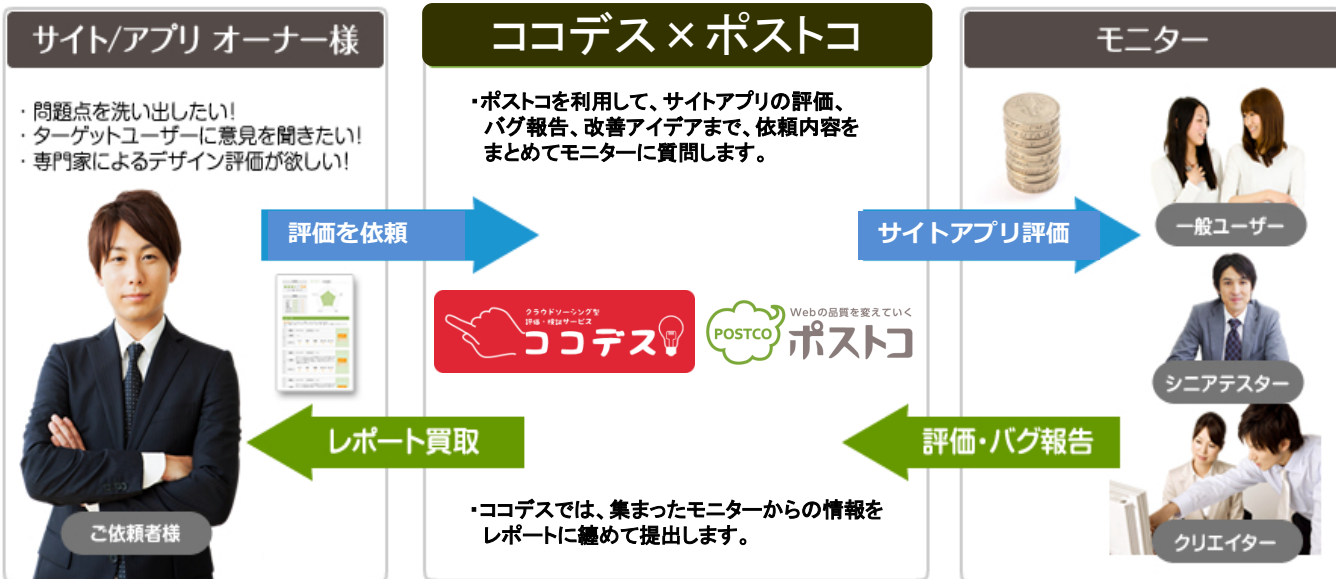 サイト/アプリ オーナー様
・問題点を洗い出したい!
・ターゲットユーザーに意見を聞きたい!
・専門家によるデザイン評価が欲しい!
評価を依頼
レポート買取
ご依頼者様
ココデス×ポストコ
・ポストコを利用して、サイトアプリの評価、
バグ報告、改善アイデアまで、依頼内容を
まとめてモニターに質問します。
クラウドソーシング型
評価・検証サービス
ココデス
POSTCO
Webの品質を変えていく
ポストコ
・ココデスでは、集まったモニターからの情報を
レポートに纏めて提出します。
モニター
サイトアプリ評価
評価・バグ報告
一般ユーザー
シニアテスター
クリエイター